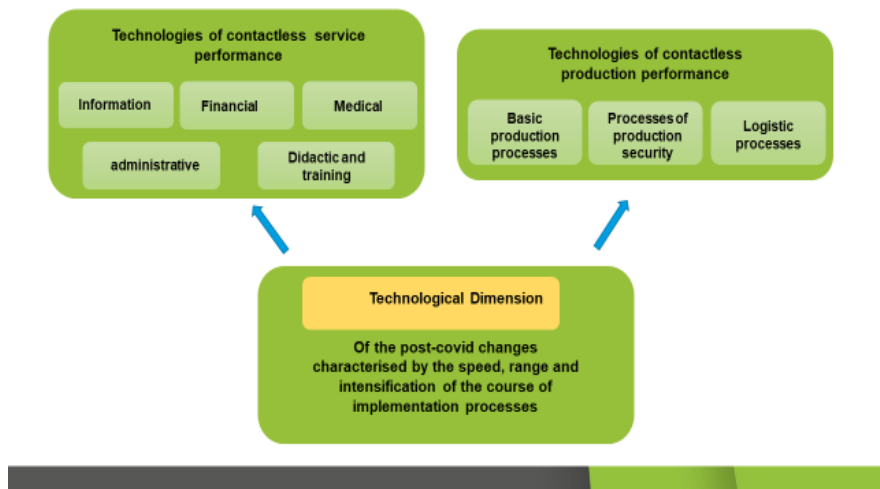 Technologies of contactless service
performance
Information
Financial
Medical
administrative
Didactic and
training
Technologies of contactless
production performance
Basic
production
processes
Processes of
production
security
Logistic
processes
Technological Dimension
Of the post-covid changes
characterised by the speed, range and
intensification of the course of
implementation processes